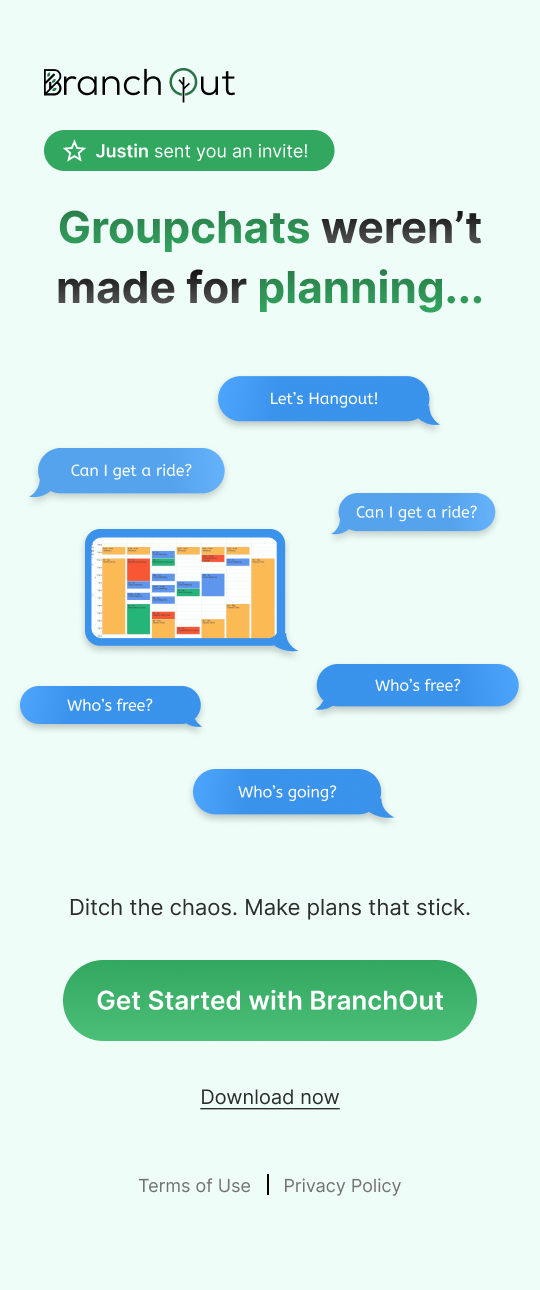 Branch Out
Justin sent you an invite!
Groupchats weren’t
made for planning...
Let’s Hangout!
Can I get a ride?
Can I get a ride?
Who’s free?
Who’s free?
Who’s going?
Ditch the chaos. Make plans that stick.
Get Started with BranchOut
Download now
Terms of Use | Privacy Policy